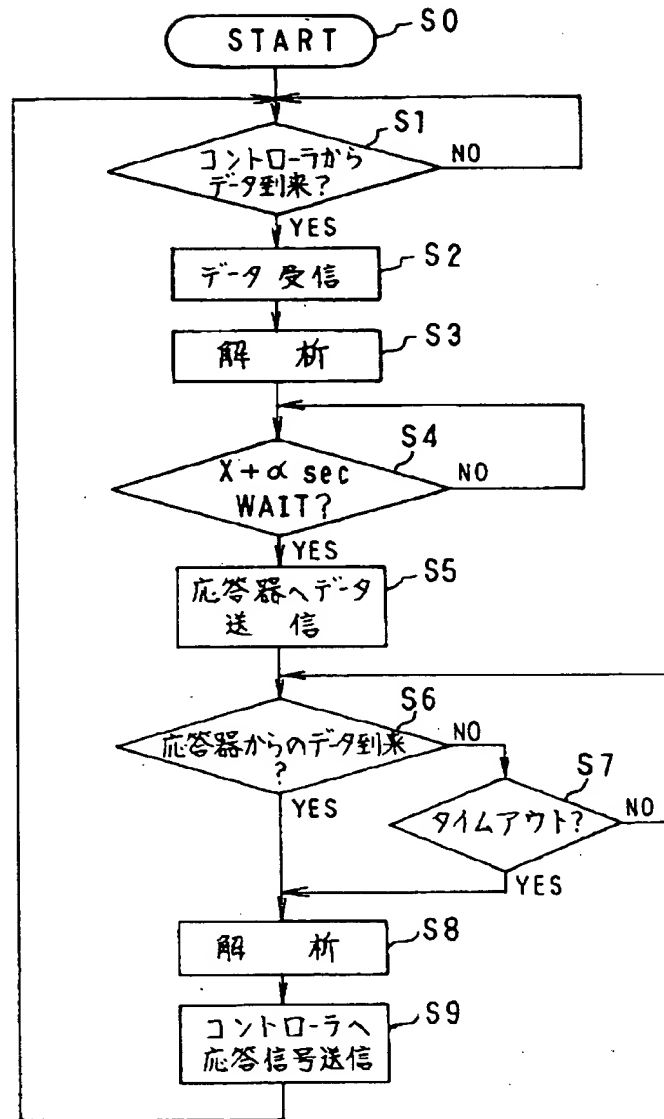 START
S0
S1
コントローラから
データ到来?
NO
YES
データ 受信
S2
解 析
S3
S4
X+α sec
WAIT?
NO
YES
S5
応答器へデータ
送 信
S6
応答器からのデータ到来
?
NO
YES
S7
タイムアウト?
NO
YES
解 析
S8
コントローラへ
応答信号送信
S9